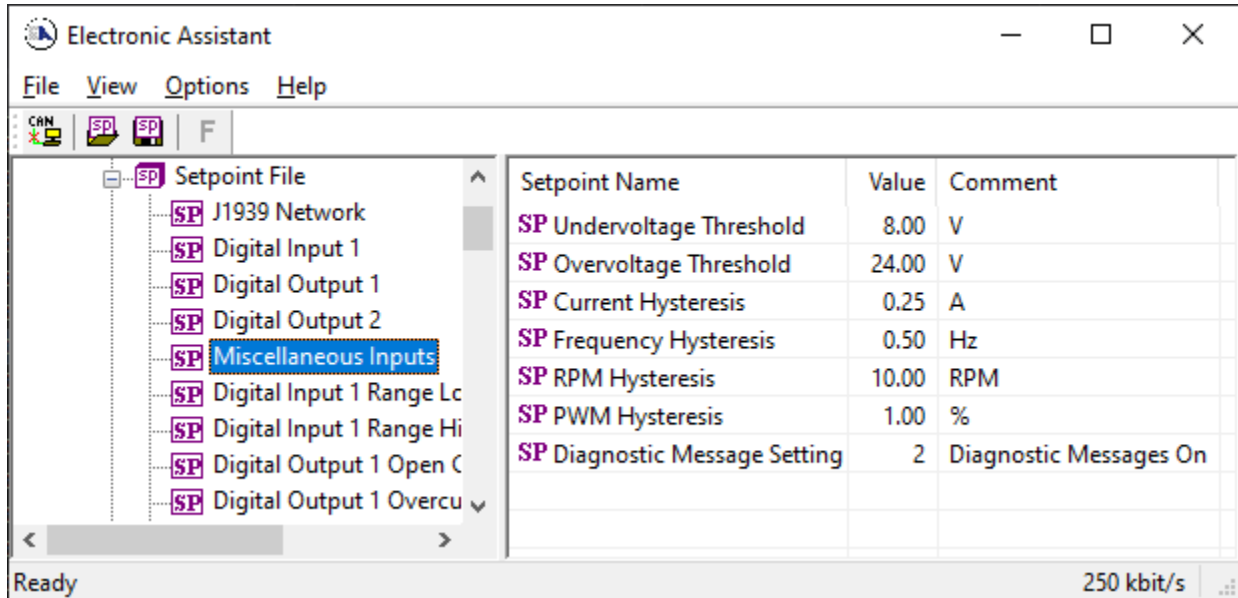 Electronic Assistant
File View Options Help
CAN SP SP F
SP Setpoint File
SP J1939 Network
SP Digital Input 1
SP Digital Output 1
SP Digital Output 2
SP Miscellaneous Inputs
SP Digital Input 1 Range Lo
SP Digital Input 1 Range Hi
SP Digital Output 1 Open C
SP Digital Output 1 Overcu
Setpoint Name Value Comment
SP Undervoltage Threshold 8.00 V
SP Overvoltage Threshold 24.00 V
SP Current Hysteresis 0.25 A
SP Frequency Hysteresis 0.50 Hz
SP RPM Hysteresis 10.00 RPM
SP PWM Hysteresis 1.00 %
SP Diagnostic Message Setting 2 Diagnostic Messages On
Ready 250 kbit/s